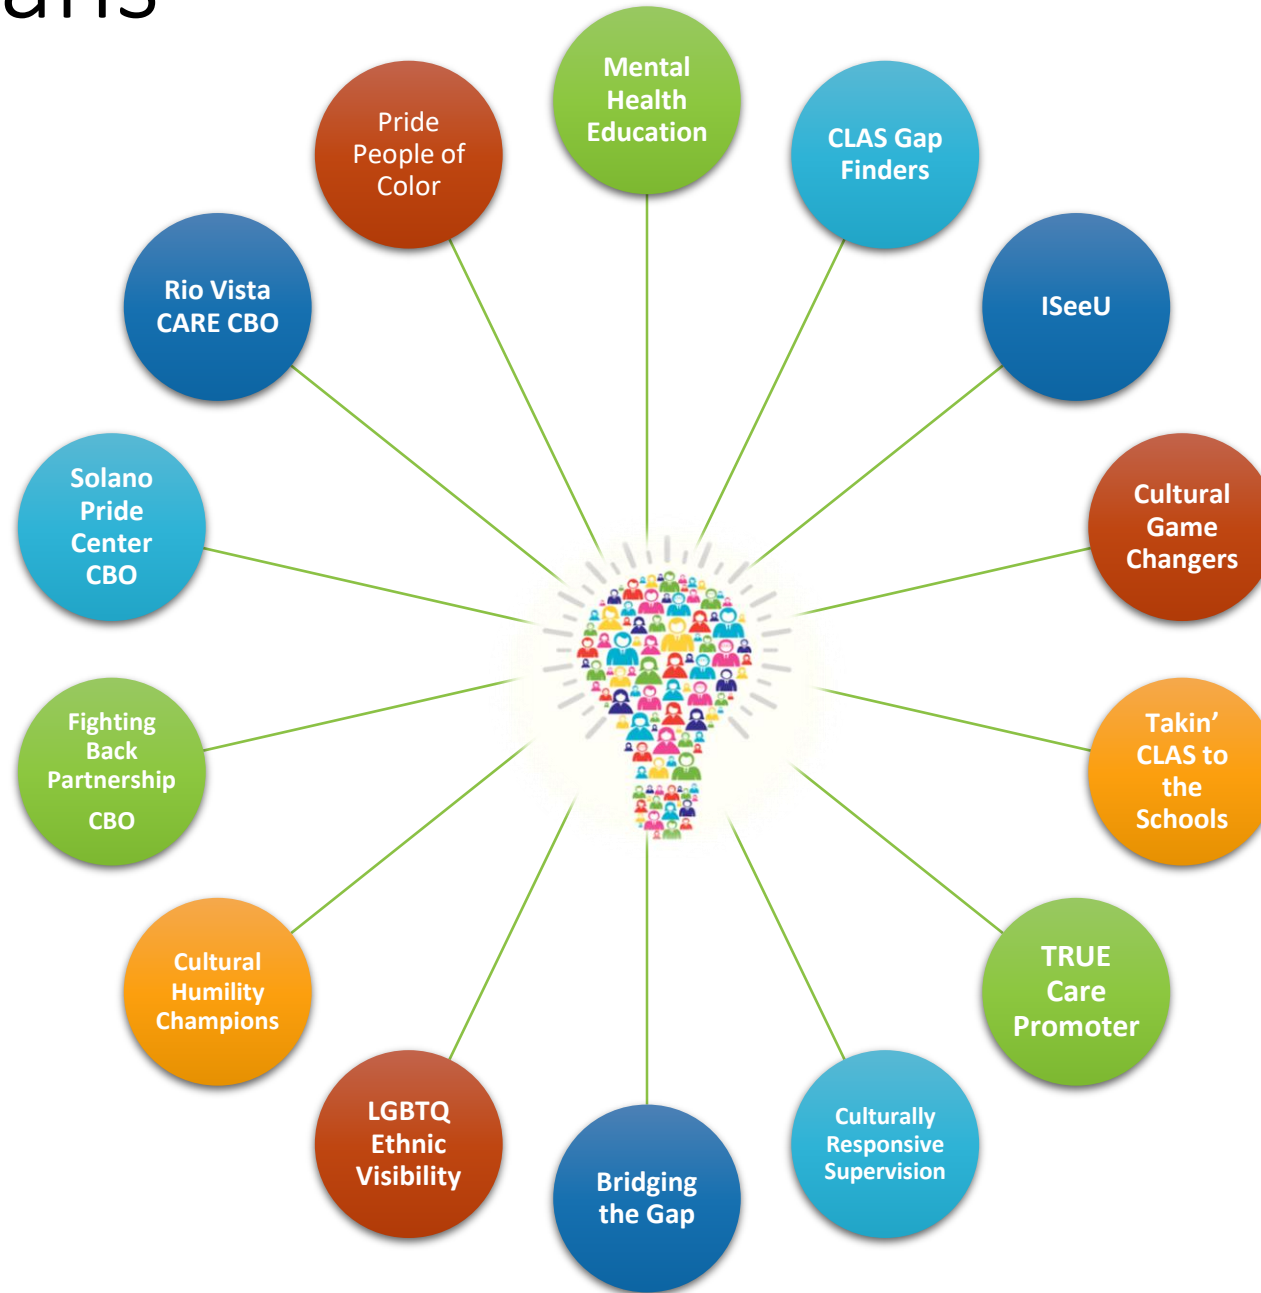 Mental
Health
Education
CLAS Gap
Finders
ISeeU
Cultural
Game
Changers
Takin’
CLAS to
the
Schools
TRUE
Care
Promoter
Culturally
Responsive
Supervision
Bridging
the Gap
LGBTQ
Ethnic
Visibility
Cultural
Humility
Champions
Fighting
Back
Partnership
CBO
Solano
Pride
Center
CBO
Rio Vista
CARE CBO
Pride
People of
Color